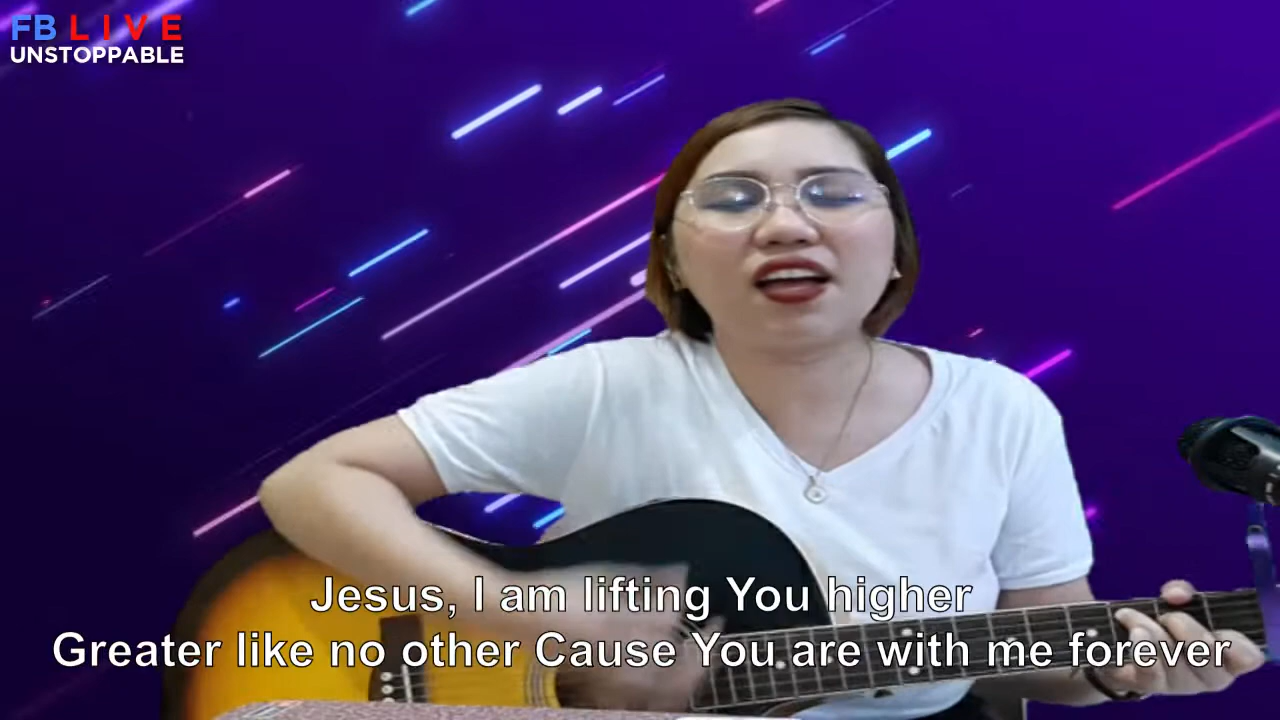 FB LIVE
UNSTOPPABLE
Jesus, I am lifting You higher
Greater like no other Cause You are with me forever